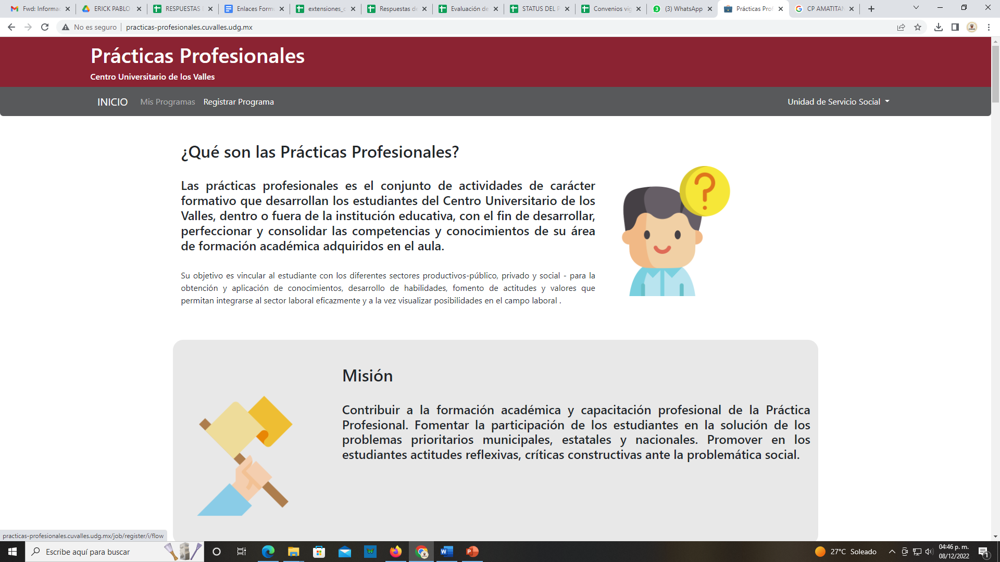 Fwd: Informac
ERICK PABLO
RESPUESTAS
Enlaces Form
extensiones_c
Respuestas de
Evaluación de
STATUS DEL P
Convenios vig
(3) WhatsApp
Prácticas Prof
CP AMATITAN
No es seguro
practicas-profesionales.cuvalles.udg.mx
Prácticas Profesionales
Centro Universitario de los Valles
INICIO
Mis Programas
Registrar Programa
Unidad de Servicio Social
¿Qué son las Prácticas Profesionales?
Las prácticas profesionales es el conjunto de actividades de carácter
formativo que desarrollan los estudiantes del Centro Universitario de los
Valles, dentro o fuera de la institución educativa, con el fin de desarrollar,
perfeccionar y consolidar las competencias y conocimientos de su área
de formación académica adquiridos en el aula.
Su objetivo es vincular al estudiante con los diferentes sectores productivos-público, privado y social - para la
obtención y aplicación de conocimientos, desarrollo de habilidades, fomento de actitudes y valores que
permitan integrarse al sector laboral eficazmente y a la vez visualizar posibilidades en el campo laboral .
?
Misión
Contribuir a la formación académica y capacitación profesional de la Práctica
Profesional. Fomentar la participación de los estudiantes en la solución de los
problemas prioritarios municipales, estatales y nacionales. Promover en los
estudiantes actitudes reflexivas, críticas constructivas ante la problemática social.
practicas-profesionales.cuvalles.udg.mx/job/register/i/flow
Escribe aquí para buscar
27°C Soleado
04:46 p. m.
08/12/2022
1